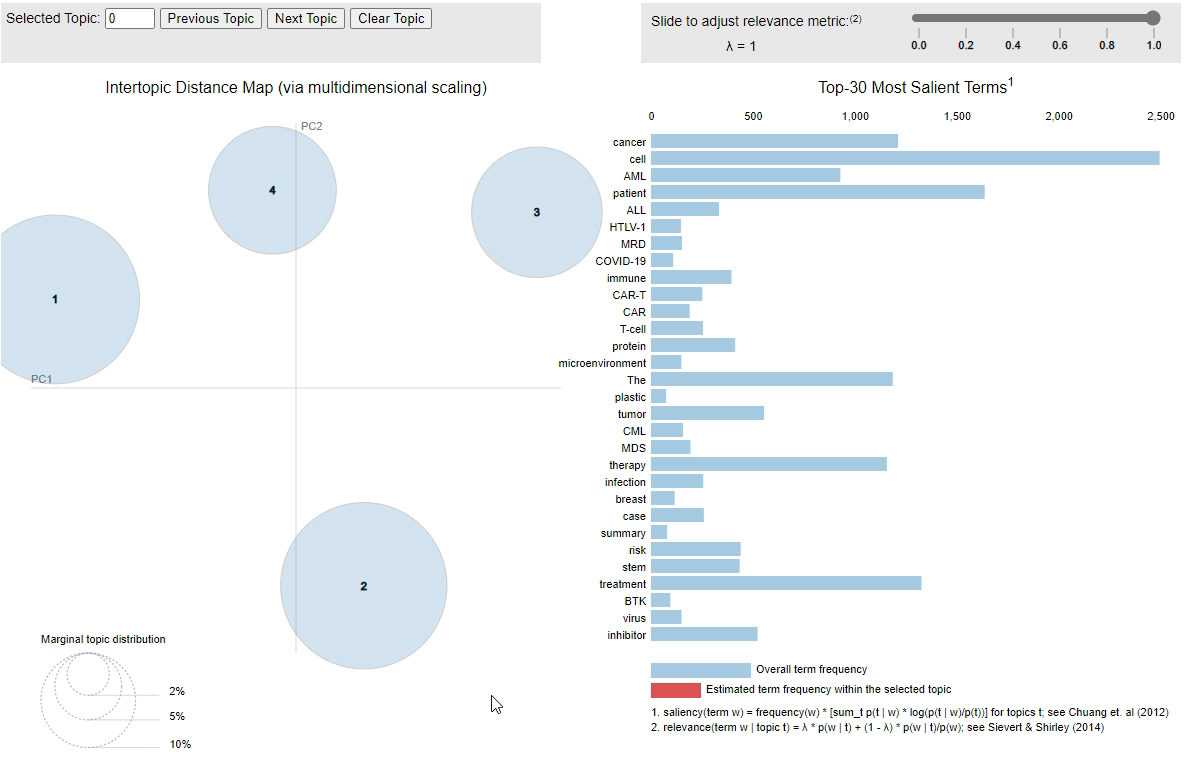 Selected Topic: 0 Previous Topic Next Topic Clear Topic
Slide to adjust relevance metric:(2)
λ = 1
0.0 0.2 0.4 0.6 0.8 1.0
Intertopic Distance Map (via multidimensional scaling)
PC2
4
3
1
PC1
2
Marginal topic distribution
2%
5%
10%
Top-30 Most Salient Terms1
0 500 1,000 1,500 2,000 2,500
cancer
cell
AML
patient
ALL
HTLV-1
MRD
COVID-19
immune
CAR-T
CAR
T-cell
protein
microenvironment
The
plastic
tumor
CML
MDS
therapy
infection
breast
case
summary
risk
stem
treatment
BTK
virus
inhibitor
Overall term frequency
Estimated term frequency within the selected topic
1. saliency(term w) = frequency(w) * [sum_t p(t | w) * log(p(t | w)/p(t))] for topics t; see Chuang et. al (2012)
2. relevance(term w | topic t) = λ * p(w | t) + (1 - λ) * p(w | t)/p(w); see Sievert & Shirley (2014)